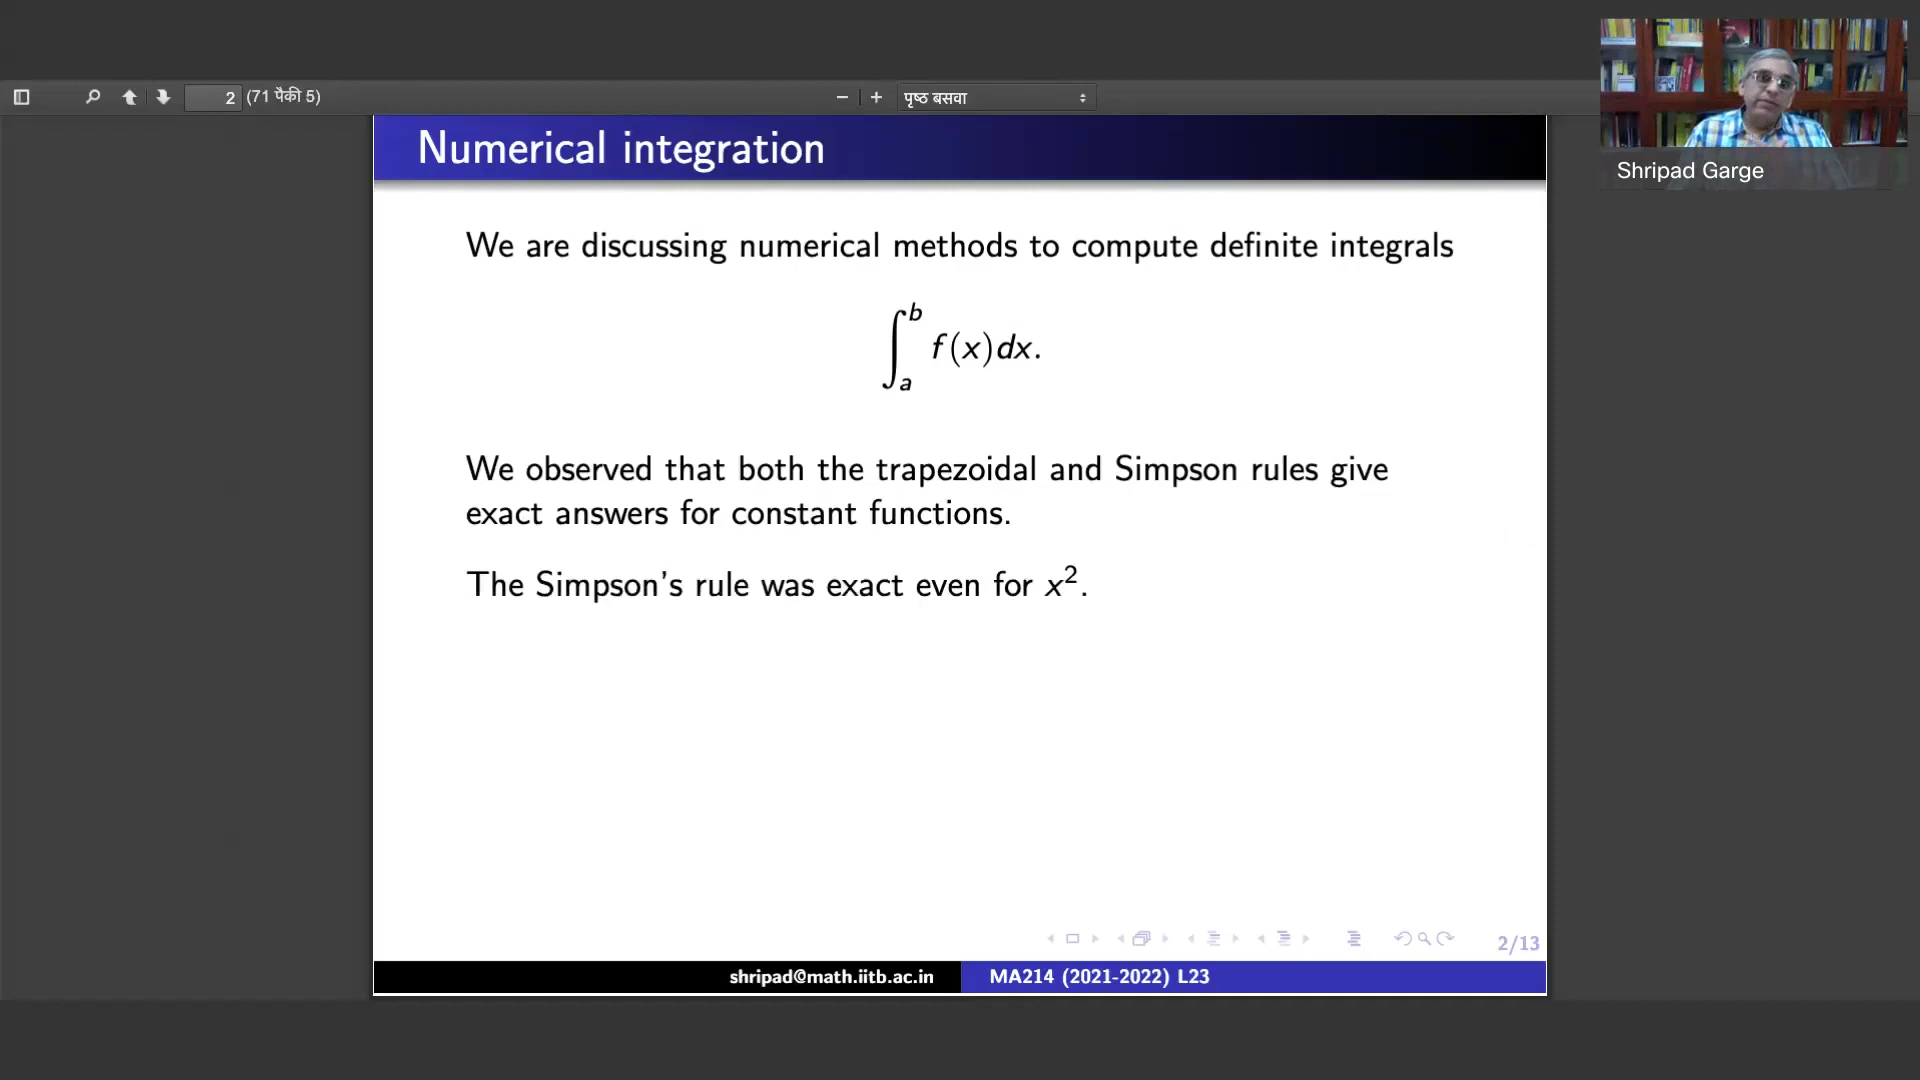 2 (71 पैकी 5)
पृष्ठ बसवा
Shripad Garge
Numerical integration
We are discussing numerical methods to compute definite integrals
∫_a^b f(x)dx.
We observed that both the trapezoidal and Simpson rules give
exact answers for constant functions.
The Simpson's rule was exact even for x².
2/13
shripad@math.iitb.ac.in MA214 (2021-2022) L23